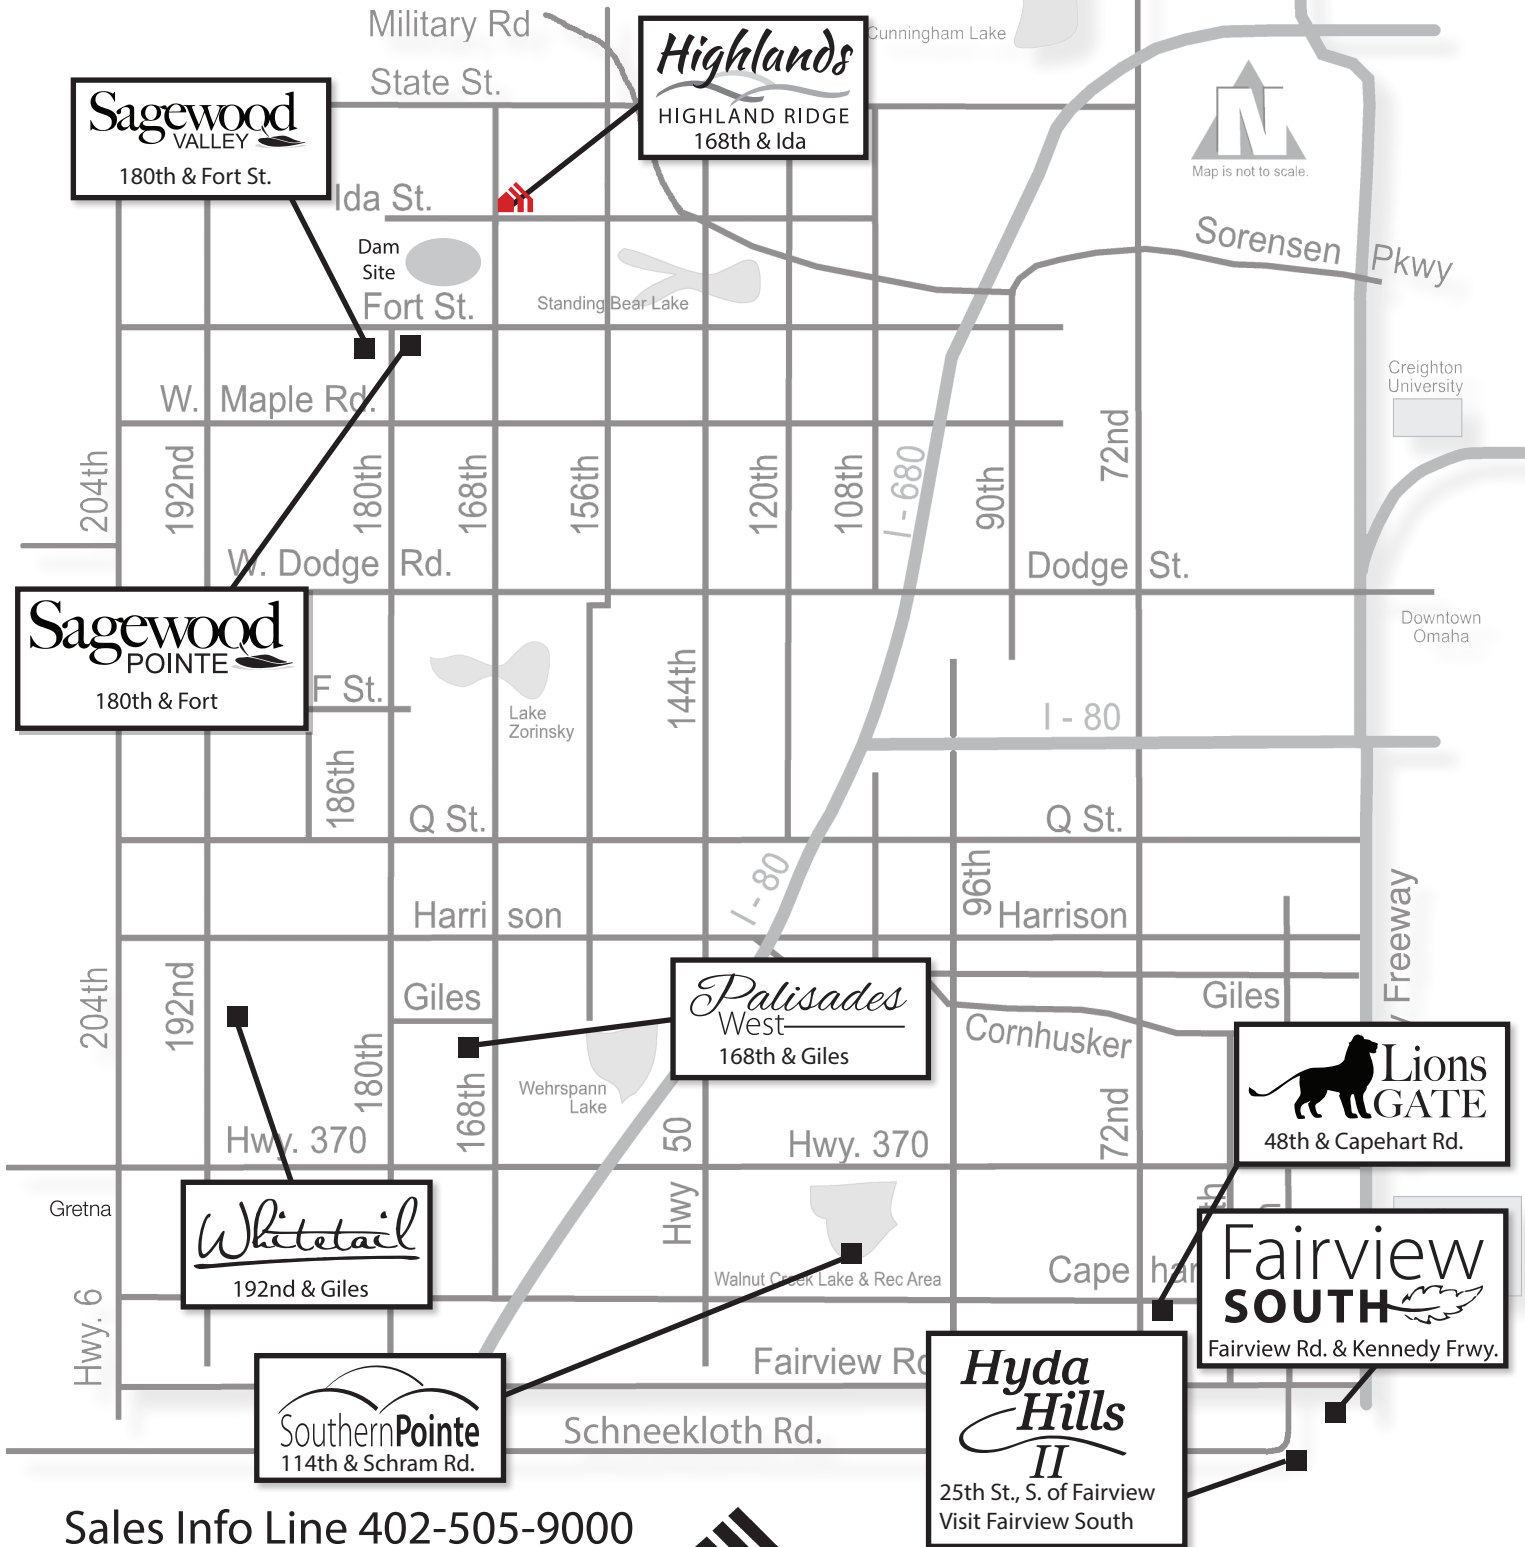 Military Rd
Cunningham Lake
State St.
Highlands
HIGHLAND RIDGE
168th & Ida
Sagewood
VALLEY
180th & Fort St.
N
Map is not to scale.
Ida St.
Dam
Site
Sorensen Pkwy
Fort St.
Standing Bear Lake
Creighton
University
W. Maple Rd.
204th
192nd
180th
168th
156th
120th
108th
I - 680
90th
72nd
W. Dodge Rd.
Dodge St.
Downtown
Omaha
Sagewood
POINTE
180th & Fort
F St.
Lake
Zorinsky
144th
I - 80
186th
Q St.
Q St.
I - 80
96th
Harri son
Harrison
Freeway
204th
192nd
Giles
Palisades
West
168th & Giles
Giles
Cornhusker
180th
168th
Wehrspann
Lake
Lions
GATE
48th & Capehart Rd.
72nd
Hwy. 370
Hwy 50
Hwy. 370
Gretna
Whitetail
192nd & Giles
Walnut Creek Lake & Rec Area
Cape har
Fairview
SOUTH
Fairview Rd. & Kennedy Frwy.
Hwy. 6
Fairview Rd
SouthernPointe
114th & Schram Rd.
Schneekloth Rd.
Hyda
Hills
II
25th St., S. of Fairview
Visit Fairview South
Sales Info Line 402-505-9000